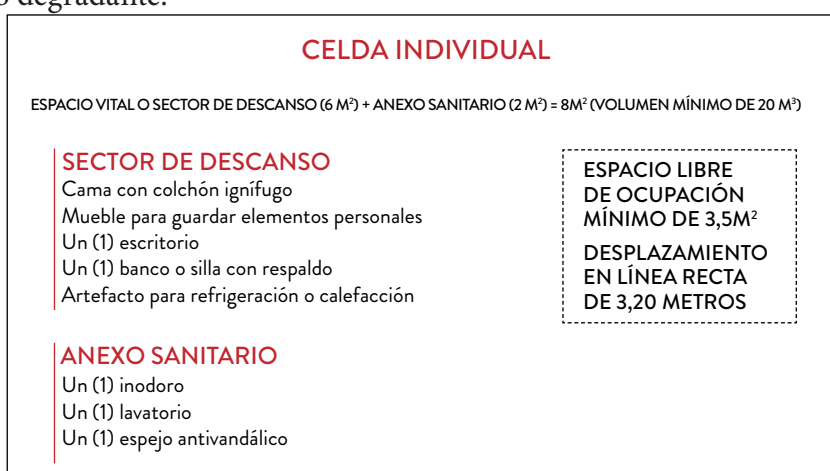 o degradante.
CELDA INDIVIDUAL
ESPACIO VITAL O SECTOR DE DESCANSO (6 M²) + ANEXO SANITARIO (2 M²) = 8M² (VOLUMEN MÍNIMO DE 20 M³)
SECTOR DE DESCANSO
Cama con colchón ignífugo
Mueble para guardar elementos personales
Un (1) escritorio
Un (1) banco o silla con respaldo
Artefacto para refrigeración o calefacción
ESPACIO LIBRE
DE OCUPACIÓN
MÍNIMO DE 3,5M²
DESPLAZAMIENTO
EN LÍNEA RECTA
DE 3,20 METROS
ANEXO SANITARIO
Un (1) inodoro
Un (1) lavatorio
Un (1) espejo antivandálico